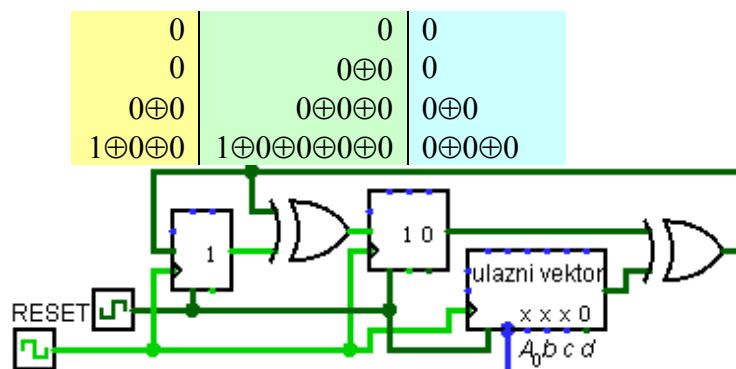 0 0 0
0 0⊕0 0
0⊕0 0⊕0⊕0 0⊕0
1⊕0⊕0 1⊕0⊕0⊕0⊕0 0⊕0⊕0
1 1 0
ulazni vektor
x x x 0
RESET
A₀ b c d